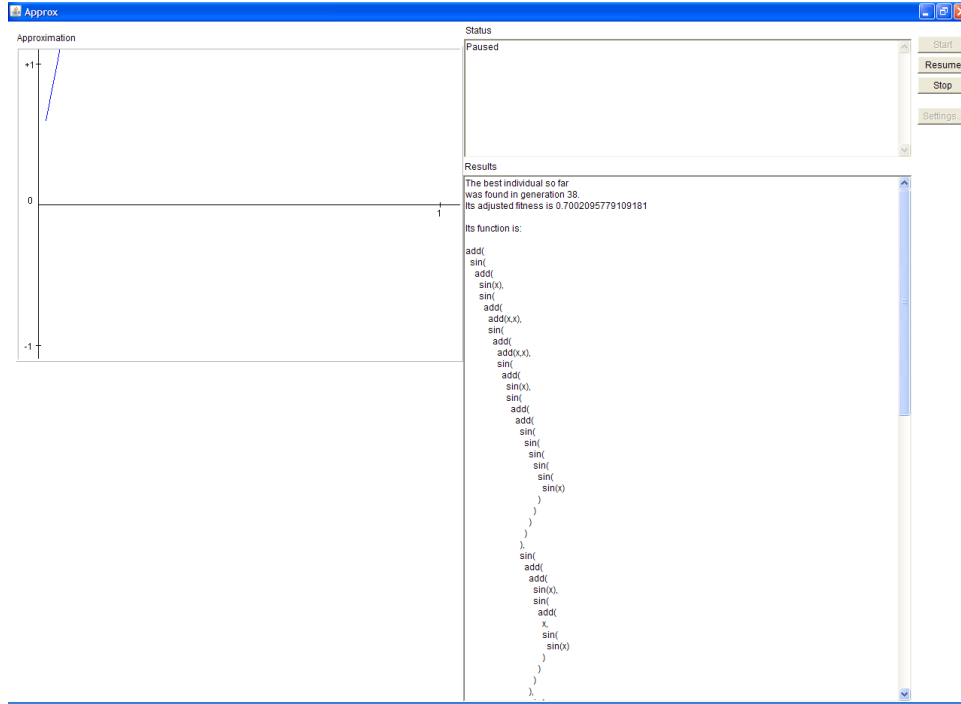 Approx
Approximation
+1
0
1
-1
Status
Paused
Start
Resume
Stop
Settings..
Results
The best individual so far
was found in generation 38.
Its adjusted fitness is 0.7002095779109181
Its function is:
add(
sin(
add(
sin(x),
sin(
add(
add(x,x),
sin(
add(
add(x,x),
sin(
add(
sin(x),
sin(
add(
add(
sin(
sin(
sin(
sin(
sin(
sin(x)
)
)
)
)
),
sin(
add(
add(
sin(x),
sin(
add(
x,
sin(
sin(x)
)
)
)
),